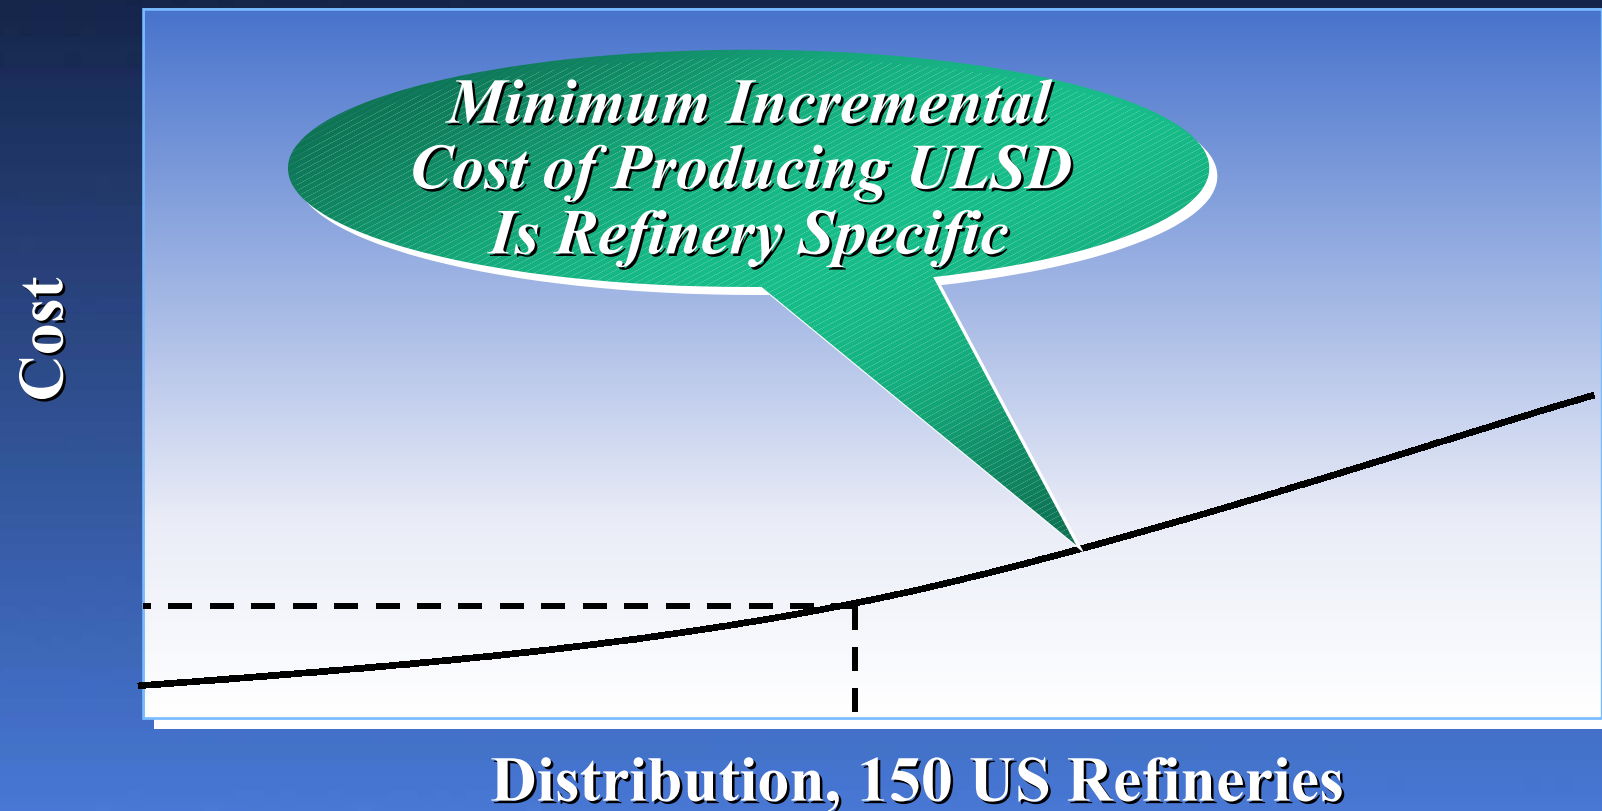 Minimum Incremental
Cost of Producing ULSD
Is Refinery Specific
Cost
Distribution, 150 US Refineries